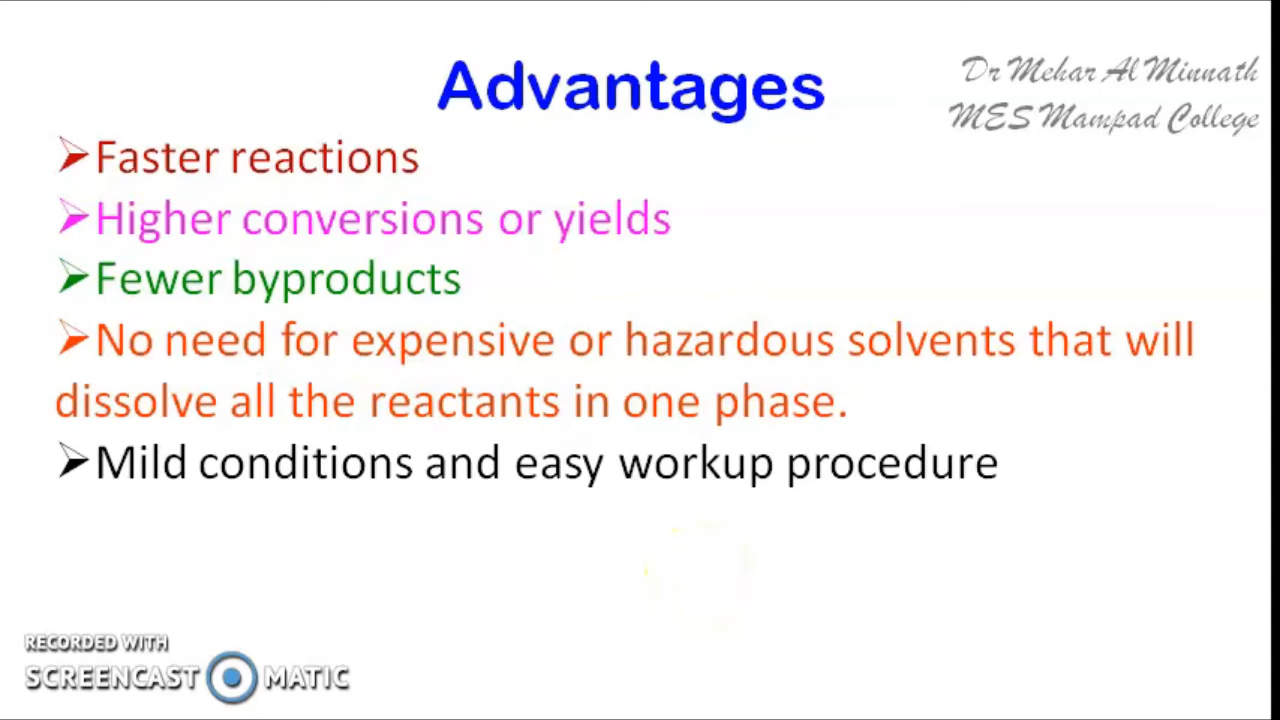 Advantages
Dr Mehar Al Minnath
MES Mampad College
➢Faster reactions
➢Higher conversions or yields
➢Fewer byproducts
➢No need for expensive or hazardous solvents that will
dissolve all the reactants in one phase.
➢Mild conditions and easy workup procedure
RECORDED WITH
SCREENCAST MATIC